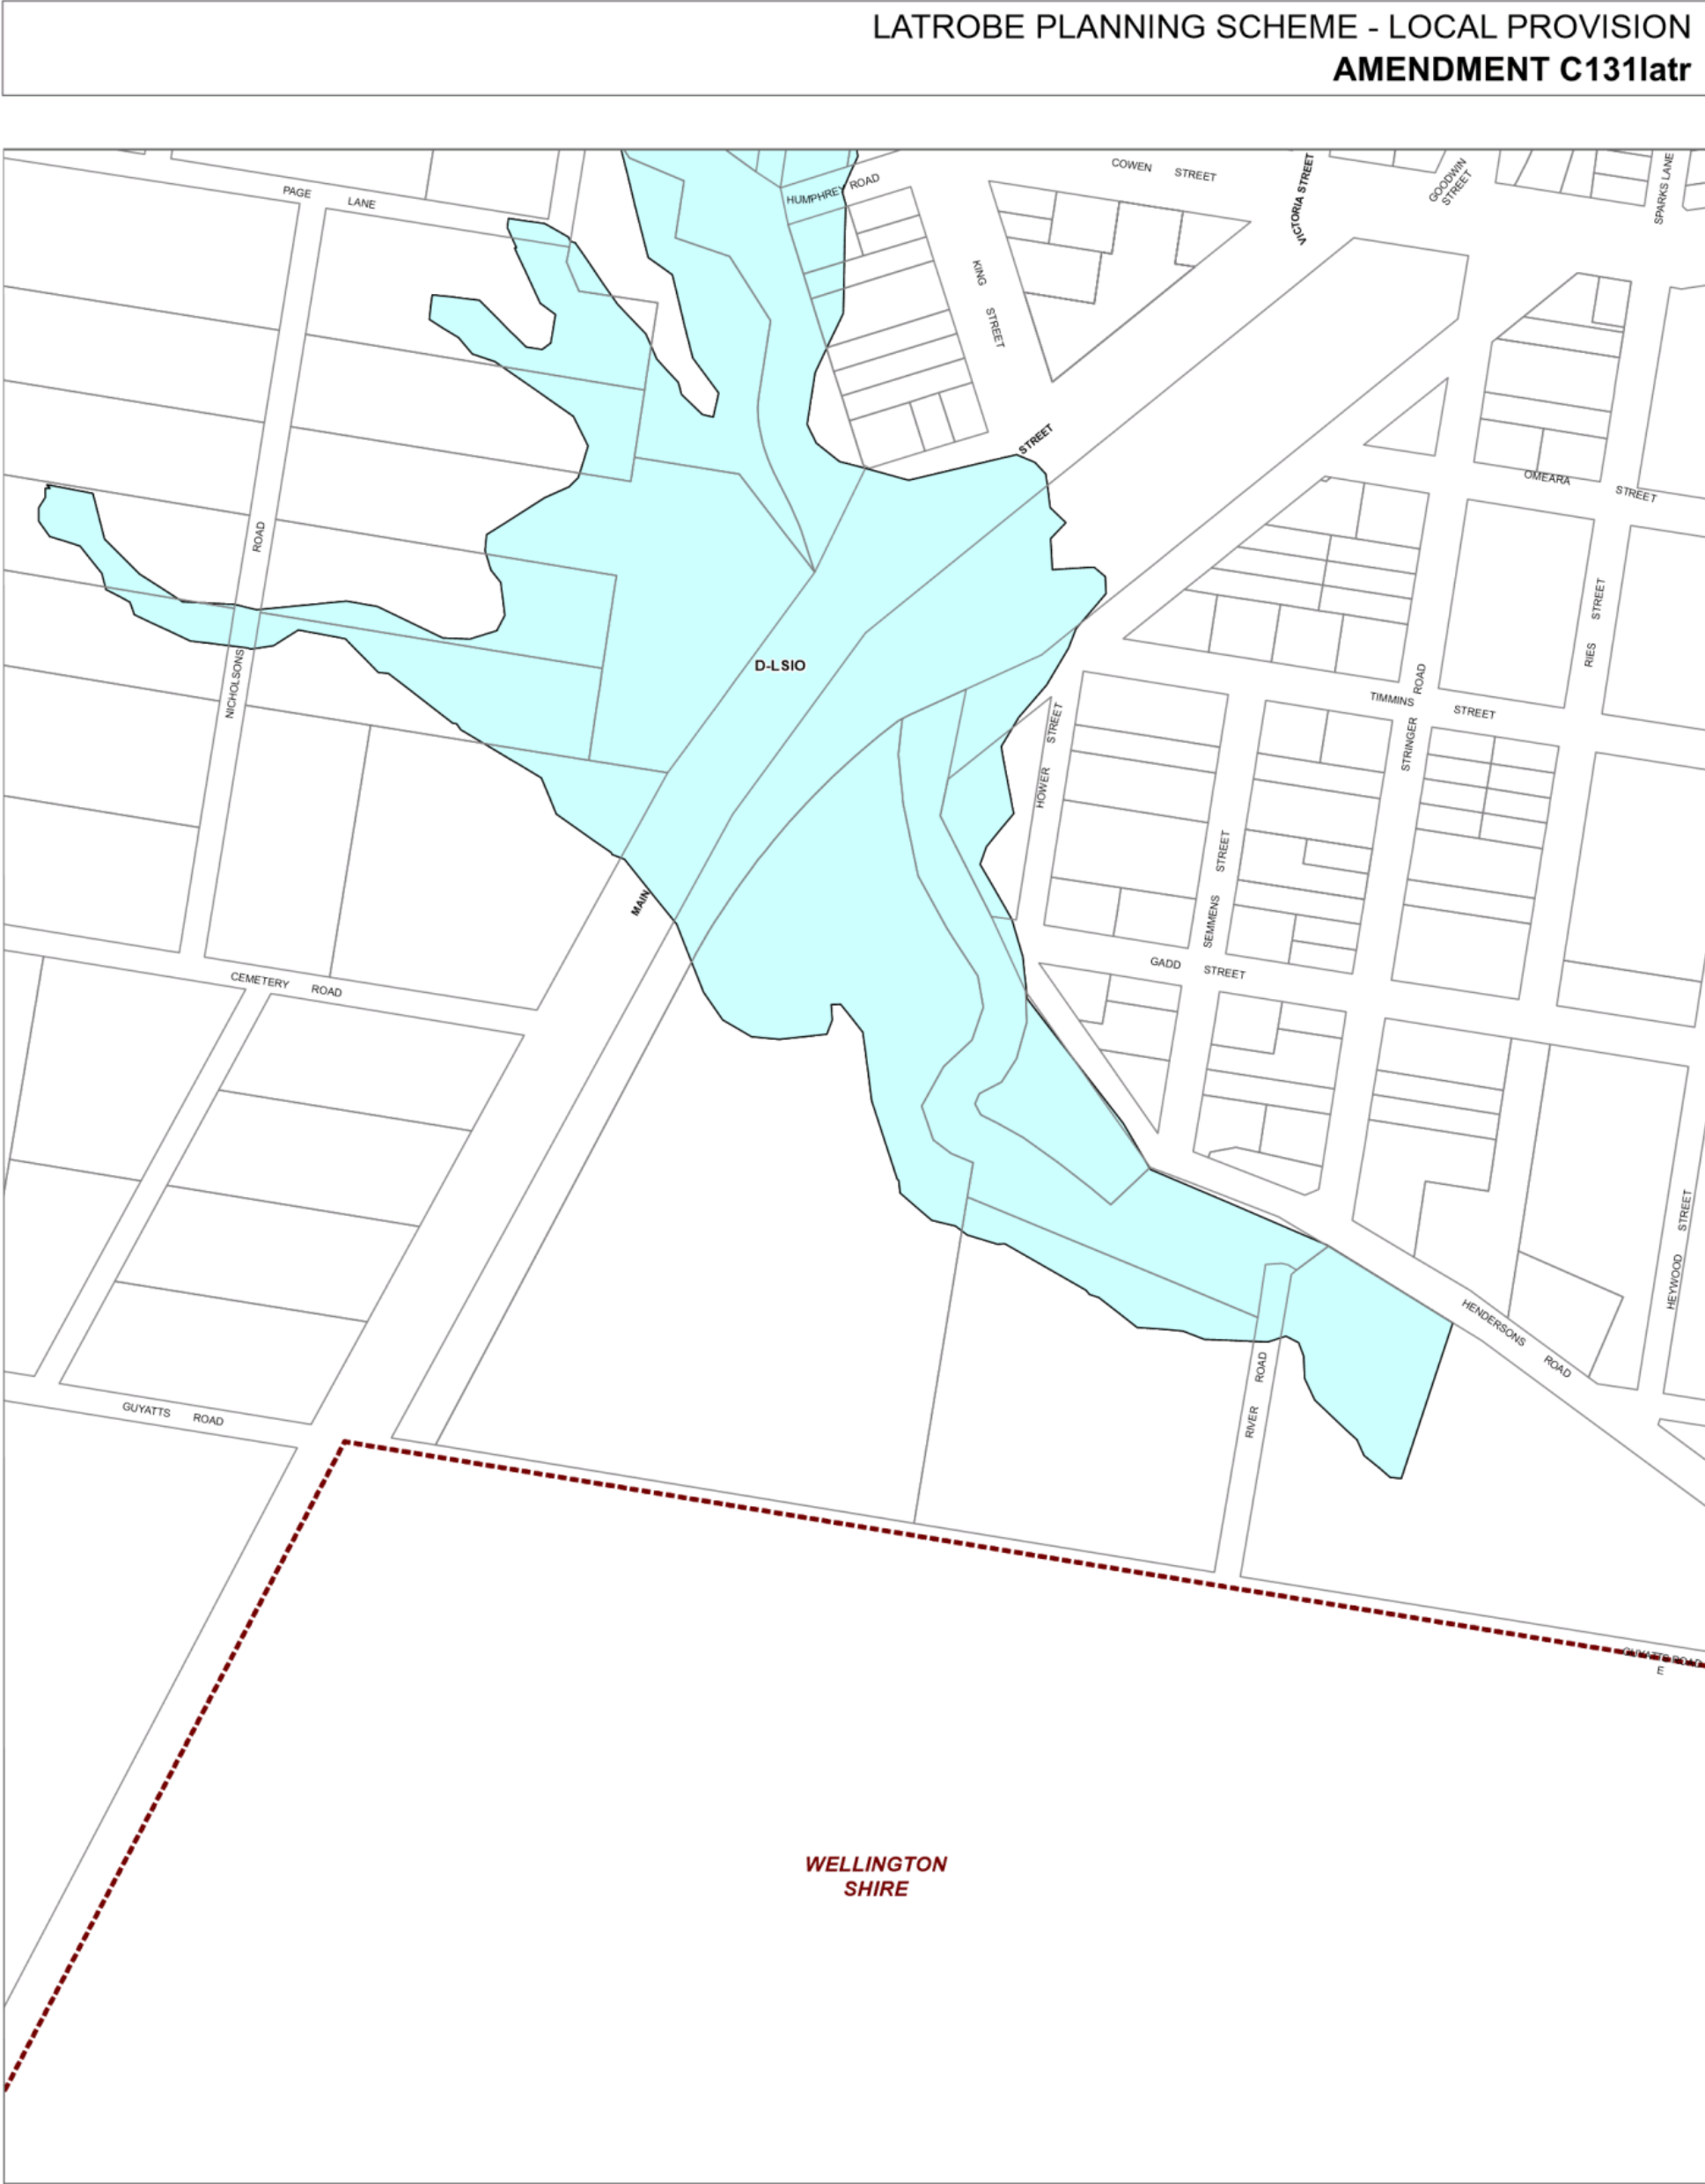 LATROBE PLANNING SCHEME - LOCAL PROVISION
AMENDMENT C131latr
COWEN STREET
VICTORIA STREET
GOODWIN
STREET
SPARKS LANE
PAGE LANE
HUMPHREY ROAD
KING STREET
STREET
OMEARA STREET
NICHOLSONS ROAD
RIES STREET
D-LSIO
TIMMINS STREET
STRINGER ROAD
HOWER STREET
SEMMENS STREET
MAIN
GADD STREET
CEMETERY ROAD
HEYWOOD STREET
HENDERSONS ROAD
RIVER ROAD
GUYATTS ROAD
GUYATTS ROAD
E
WELLINGTON
SHIRE